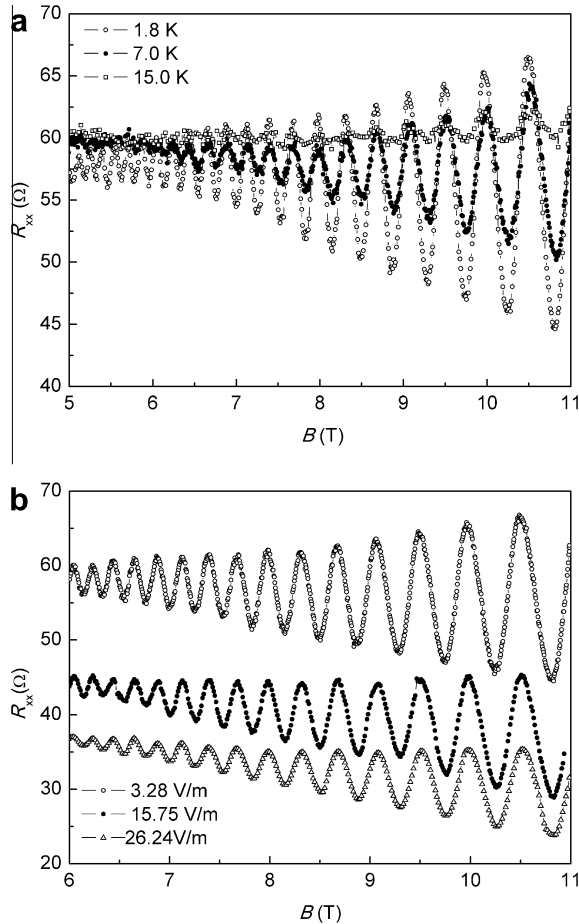 a
1.8 K
7.0 K
15.0 K
70
65
60
55
50
45
40
R_xx (Ω)
5 6 7 8 9 10 11
B (T)
b
70
60
50
40
30
20
R_xx (Ω)
3.28 V/m
15.75 V/m
26.24V/m
6 7 8 9 10 11
B (T)